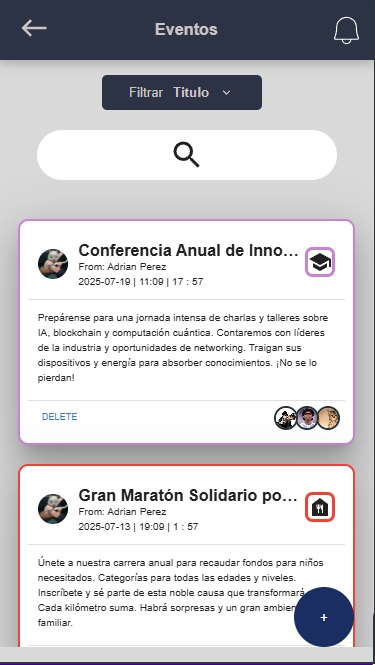 Eventos
Filtrar Titulo
Conferencia Anual de Inno...
From: Adrian Perez
2025-07-19 | 11:09 | 17 : 57
Prepárense para una jornada intensa de charlas y talleres sobre
IA, blockchain y computación cuántica. Contaremos con líderes
de la industria y oportunidades de networking. Traigan sus
dispositivos y energía para absorber conocimientos. ¡No se lo
pierdan!
DELETE
Gran Maratón Solidario po...
From: Adrian Perez
2025-07-13 | 19:09 | 1 : 57
Únete a nuestra carrera anual para recaudar fondos para niños
necesitados. Categorías para todas las edades y niveles.
Inscríbete y sé parte de esta noble causa que transformará
Cada kilómetro suma. Habrá sorpresas y un gran
familiar.
+